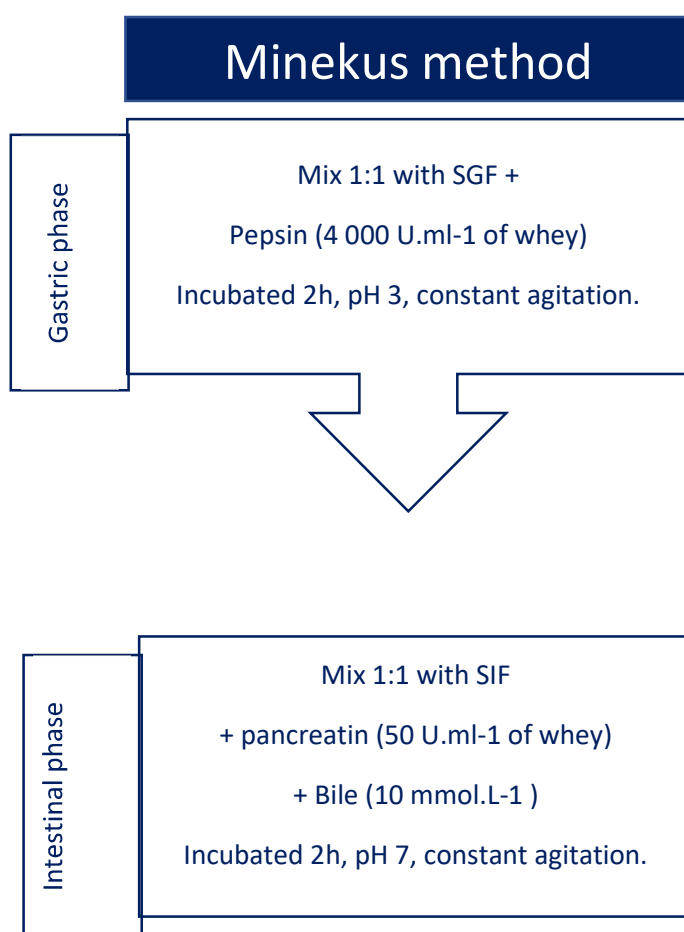 Minekus method
Gastric phase
Mix 1:1 with SGF +
Pepsin (4 000 U.ml-1 of whey)
Incubated 2h, pH 3, constant agitation.
Intestinal phase
Mix 1:1 with SIF
+ pancreatin (50 U.ml-1 of whey)
+ Bile (10 mmol.L-1 )
Incubated 2h, pH 7, constant agitation.